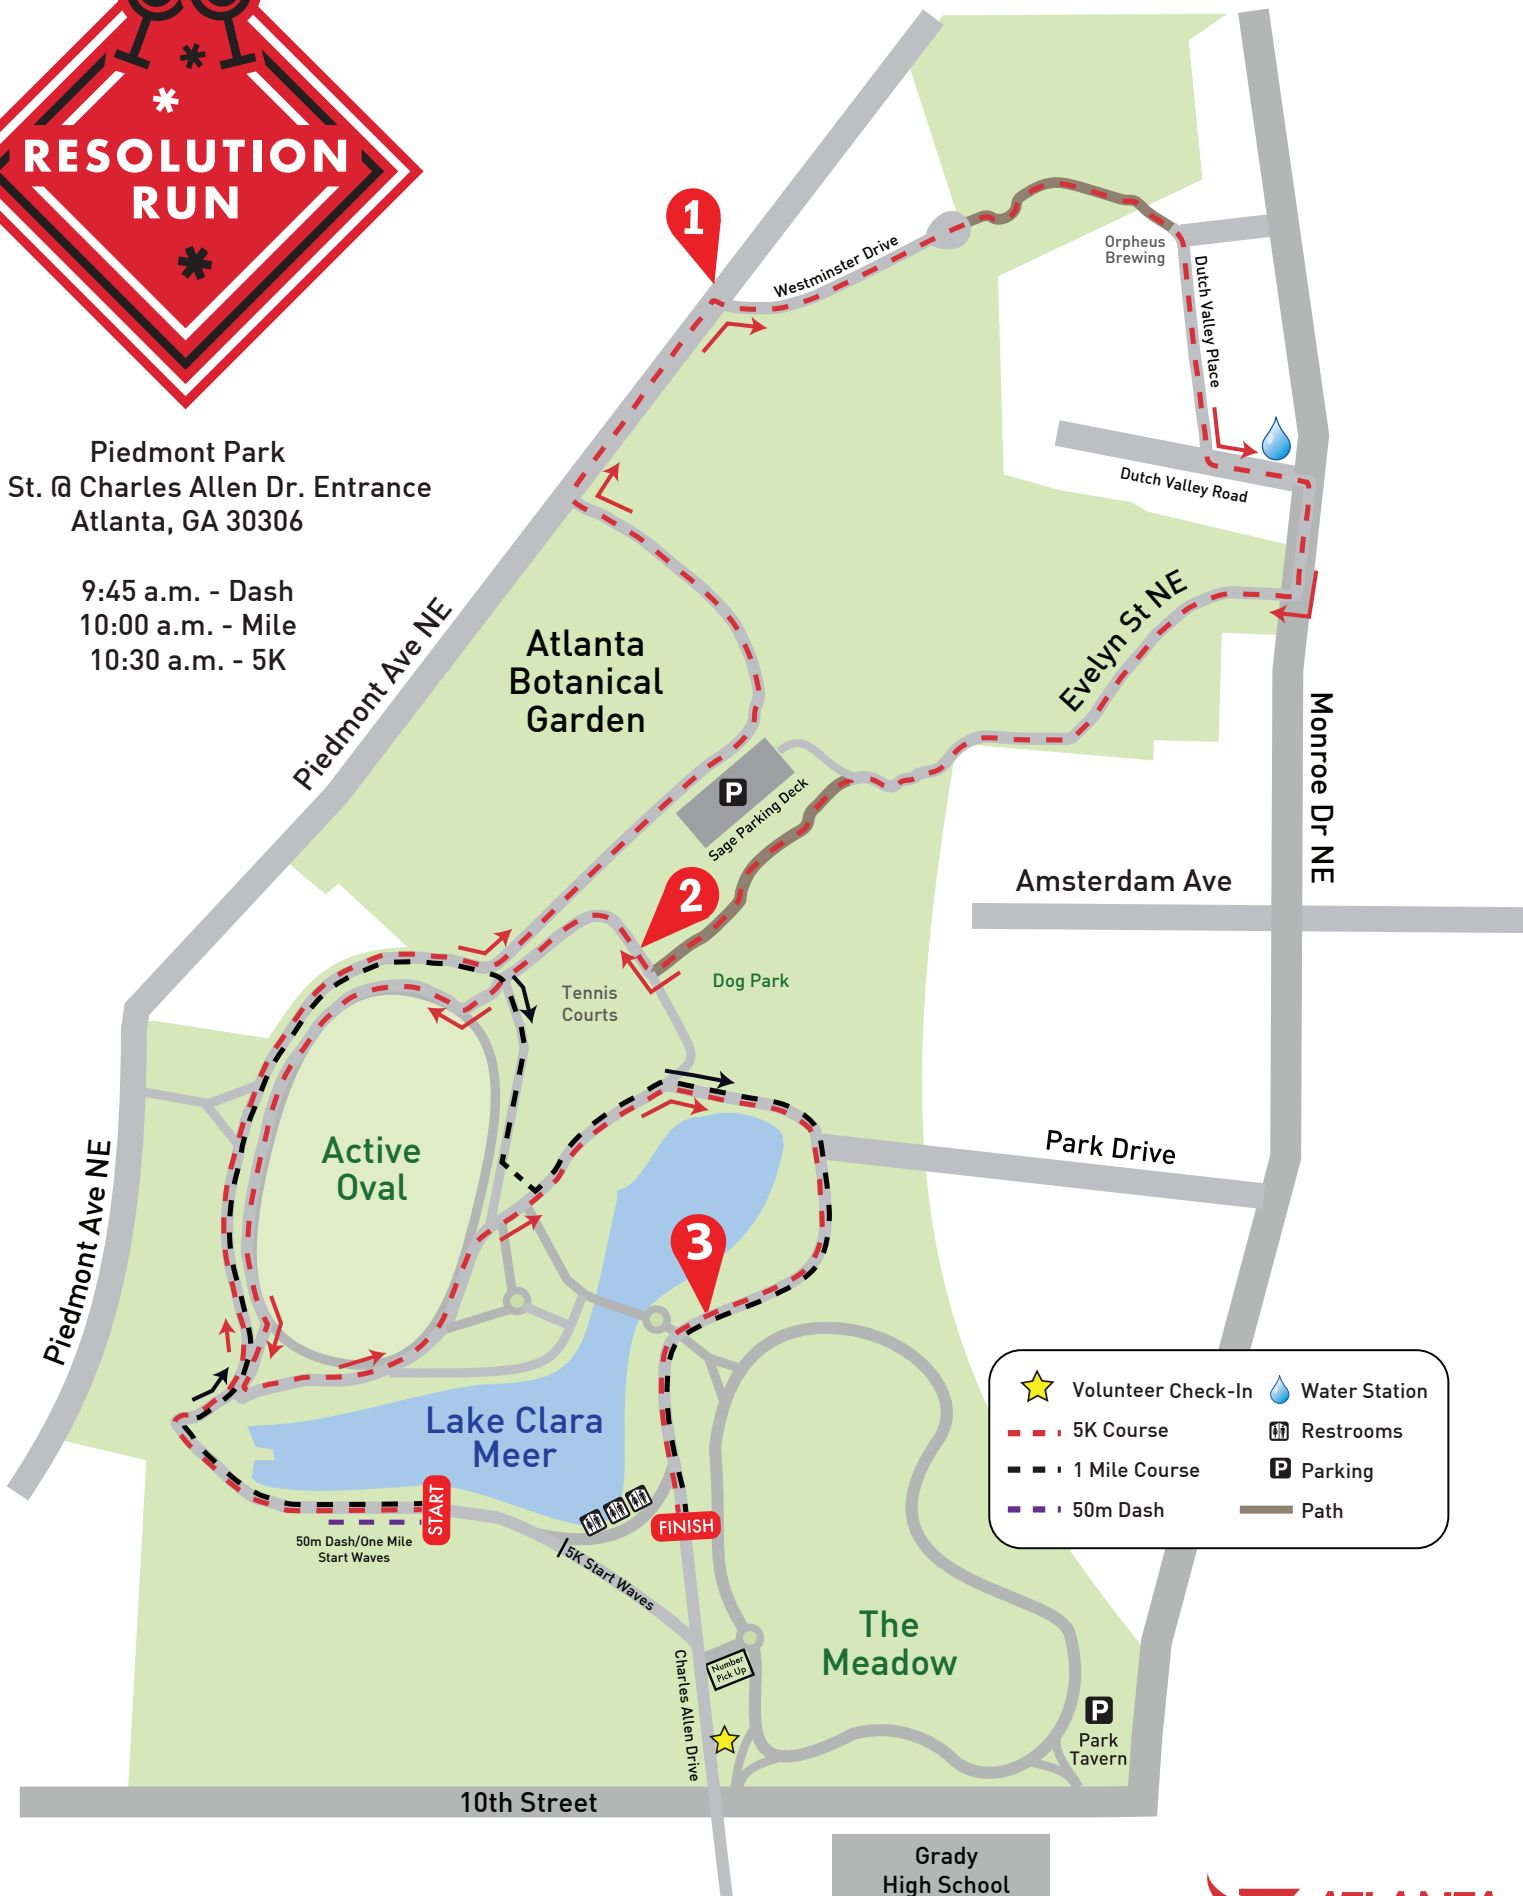 RESOLUTION
RUN
Piedmont Park
St. @ Charles Allen Dr. Entrance
Atlanta, GA 30306
9:45 a.m. - Dash
10:00 a.m. - Mile
10:30 a.m. - 5K
1
Westminster Drive
Orpheus
Brewing
Dutch Valley Place
Dutch Valley Road
Piedmont Ave NE
Atlanta
Botanical
Garden
Evelyn St NE
Monroe Dr NE
P
Sage Parking Deck
2
Amsterdam Ave
Tennis
Courts
Dog Park
Active
Oval
Park Drive
Piedmont Ave NE
3
Lake Clara
Meer
START
FINISH
50m Dash/One Mile
Start Waves
5K Start Waves
Volunteer Check-In
Water Station
5K Course
Restrooms
1 Mile Course
P
Parking
50m Dash
Path
The
Meadow
Number
Pick Up
Charles Allen Drive
P
Park
Tavern
10th Street
Grady
High School
ATLANTA